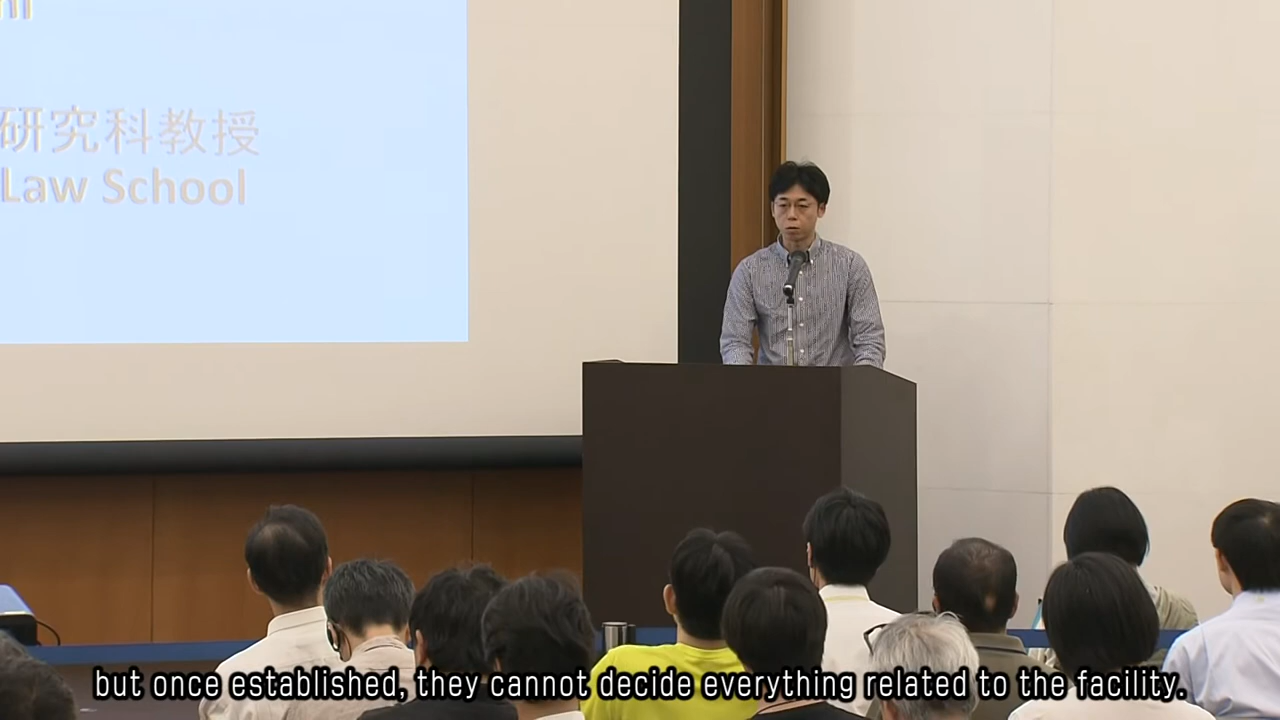 研究科教授
Law School
but once established, they cannot decide everything related to the facility.